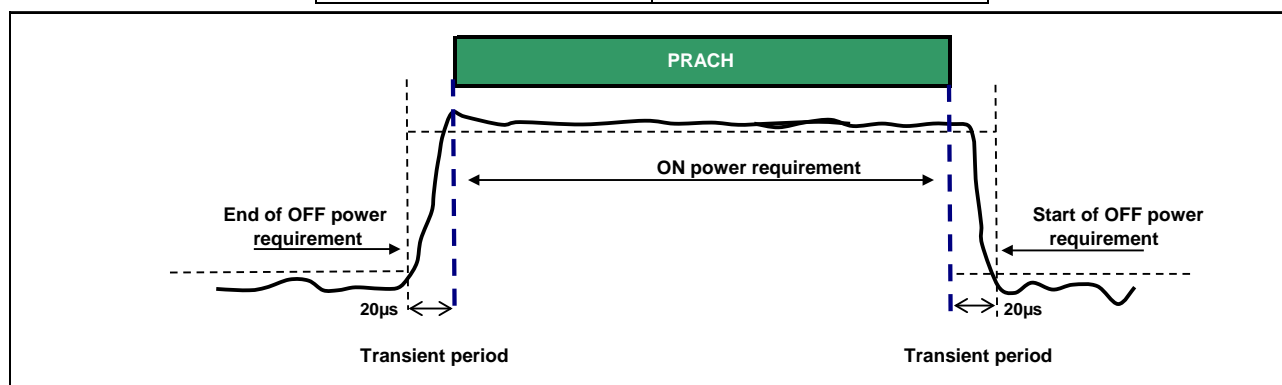 PRACH
ON power requirement
End of OFF power
requirement
Start of OFF power
requirement
20µs
20µs
Transient period
Transient period